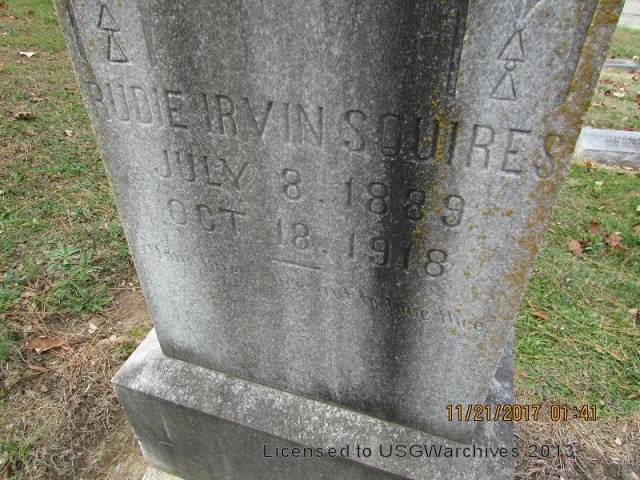 RUDIE IRVIN SQUIRES
JULY 8. 1889
OCT 18. 1918
11/21/2017 01:41
Licensed to USGWarchives 2013